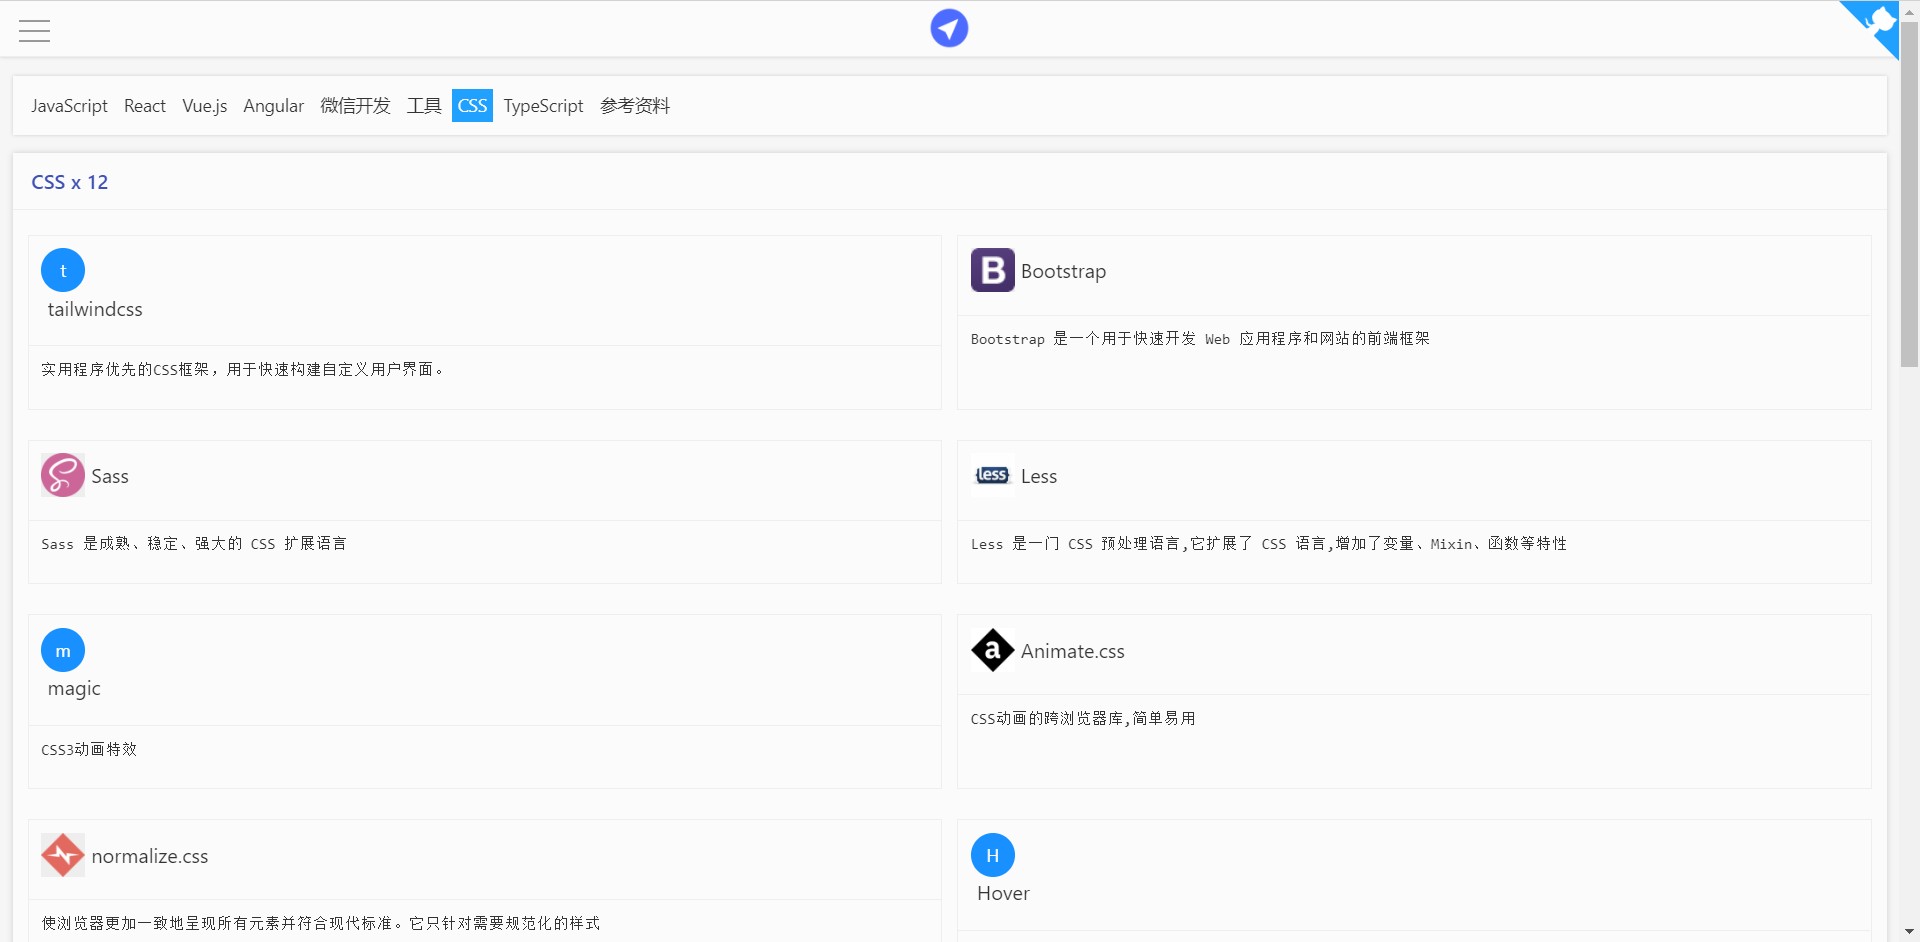 JavaScript React Vue.js Angular 微信开发 工具 CSS TypeScript 参考资料
CSS x 12
t
tailwindcss
实用程序优先的CSS框架，用于快速构建自定义用户界面。
B Bootstrap
Bootstrap 是一个用于快速开发 Web 应用程序和网站的前端框架
Sass
Sass 是成熟、稳定、强大的 CSS 扩展语言
less Less
Less 是一门 CSS 预处理语言,它扩展了 CSS 语言,增加了变量、Mixin、函数等特性
m
magic
CSS3动画特效
a Animate.css
CSS动画的跨浏览器库,简单易用
normalize.css
使浏览器更加一致地呈现所有元素并符合现代标准。它只针对需要规范化的样式
H
Hover